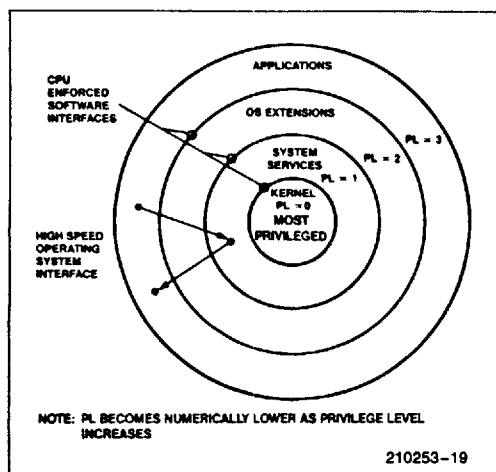 APPLICATIONS
CPU
ENFORCED
SOFTWARE
INTERFACES
OS EXTENSIONS
PL = 3
SYSTEM
SERVICES
PL = 2
PL = 1
KERNEL
PL = 0
MOST
PRIVILEGED
HIGH SPEED
OPERATING
SYSTEM
INTERFACE
NOTE: PL BECOMES NUMERICALLY LOWER AS PRIVILEGE LEVEL
INCREASES
210253–19